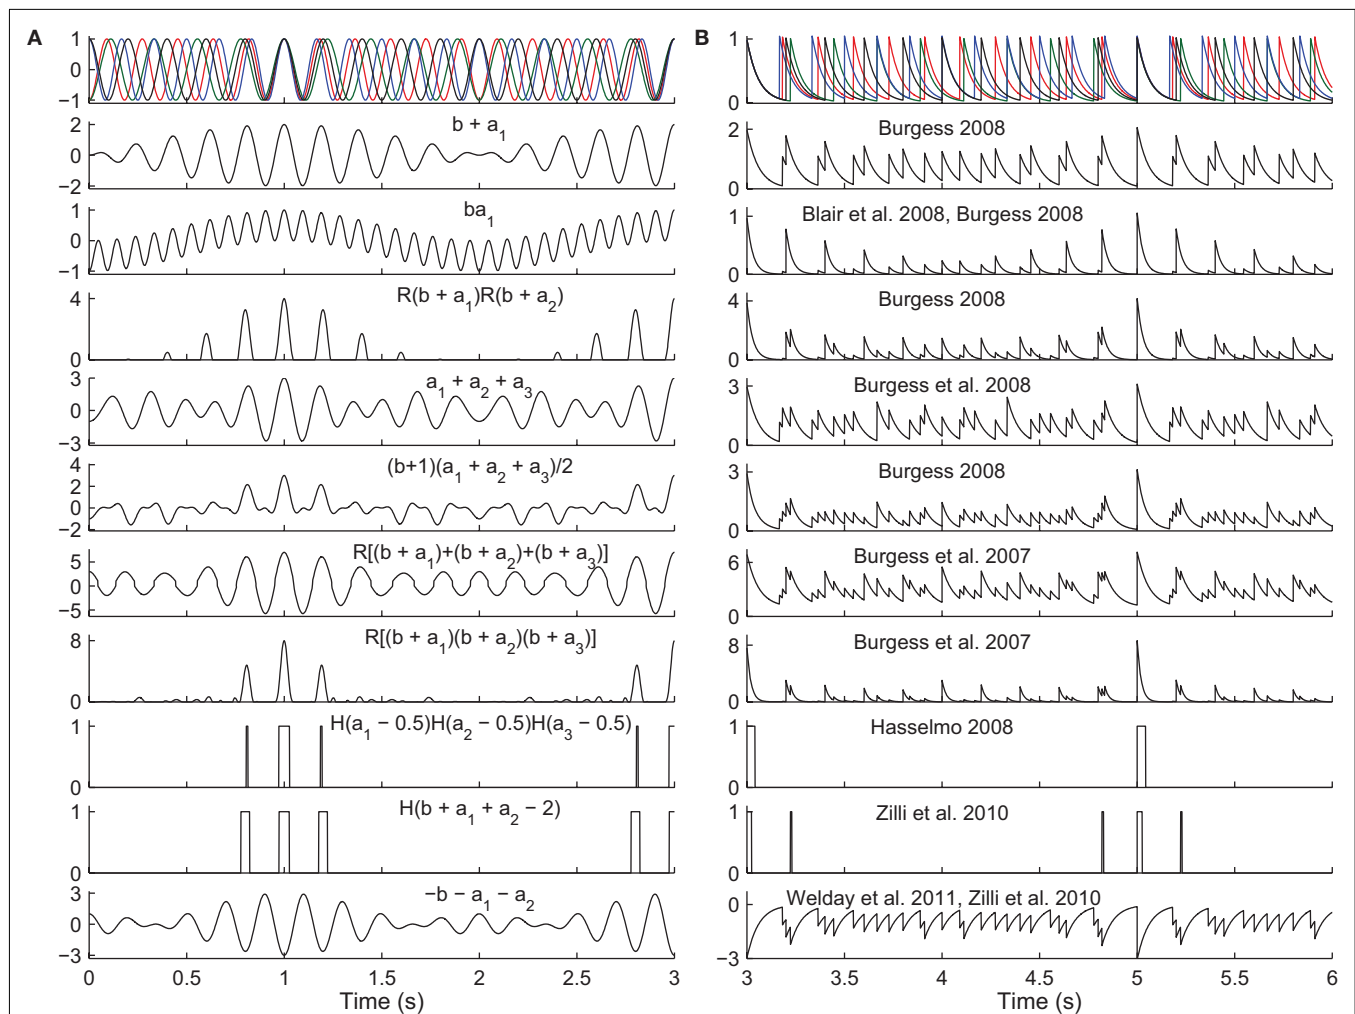 A
B
1
0
−1
1
0
b + a1
2
0
−2
Burgess 2008
2
0
ba1
1
0
−1
Blair et al. 2008, Burgess 2008
1
0
R(b + a1)R(b + a2)
4
0
Burgess 2008
4
0
a1 + a2 + a3
3
0
−3
Burgess et al. 2008
3
0
(b+1)(a1 + a2 + a3)/2
4
2
0
−2
Burgess 2008
3
0
R[(b + a1)+(b + a2)+(b + a3)]
5
0
−5
Burgess et al. 2007
6
0
R[(b + a1)(b + a2)(b + a3)]
8
0
Burgess et al. 2007
8
0
H(a1 − 0.5)H(a2 − 0.5)H(a3 − 0.5)
1
0
Hasselmo 2008
1
0
H(b + a1 + a2 − 2)
1
0
Zilli et al. 2010
1
0
−b − a1 − a2
3
0
−3
Welday et al. 2011, Zilli et al. 2010
0
−3
0 0.5 1 1.5 2 2.5 3
Time (s)
3 3.5 4 4.5 5 5.5 6
Time (s)